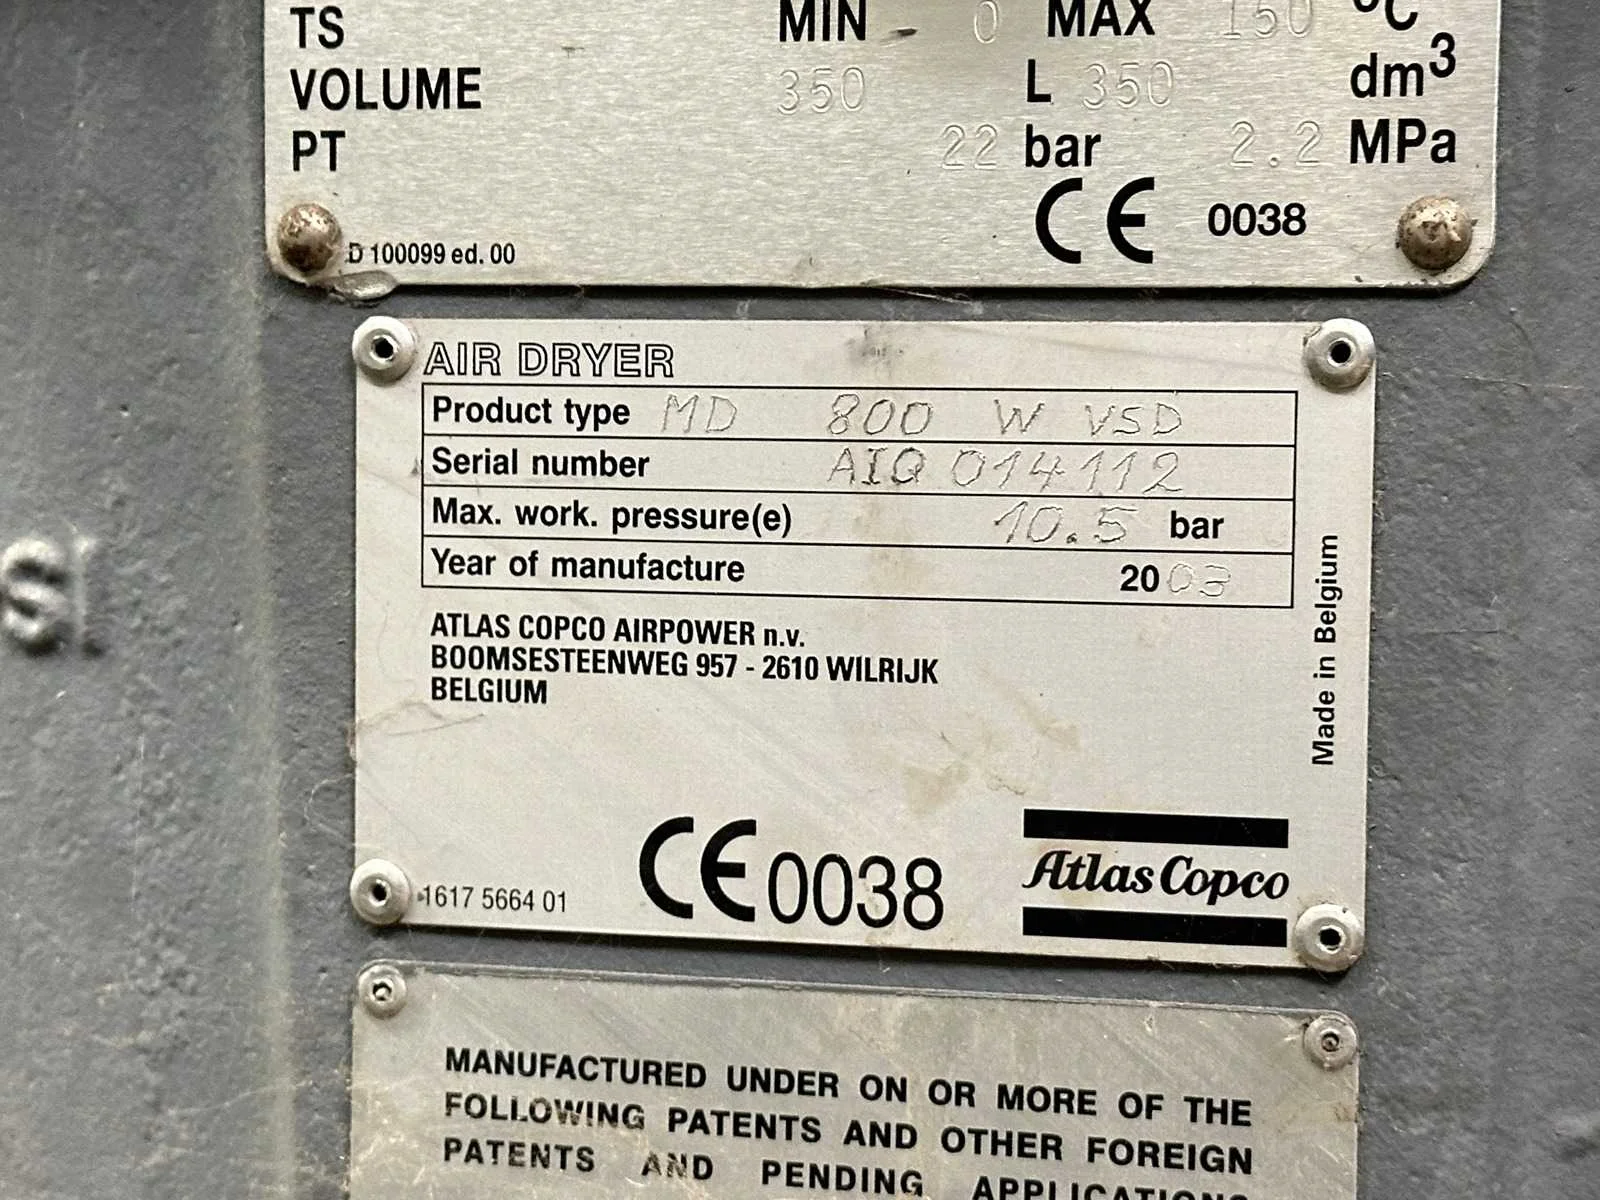 TS MIN - 0 MAX 150 °C
VOLUME 350 L 350 dm3
PT 22 bar 2.2 MPa
CE 0038
D 100099 ed. 00
AIR DRYER
Product type MD 800 W VSD
Serial number AIQ 014112
Max. work. pressure(e) 10.5 bar
Year of manufacture 2003
ATLAS COPCO AIRPOWER n.v.
BOOMSESTEENWEG 957 - 2610 WILRIJK
BELGIUM
Made in Belgium
1617 5664 01
CE 0038
Atlas Copco
MANUFACTURED UNDER ON OR MORE OF THE
FOLLOWING PATENTS AND OTHER FOREIGN
PATENTS AND PENDING APPLICATIONS
S